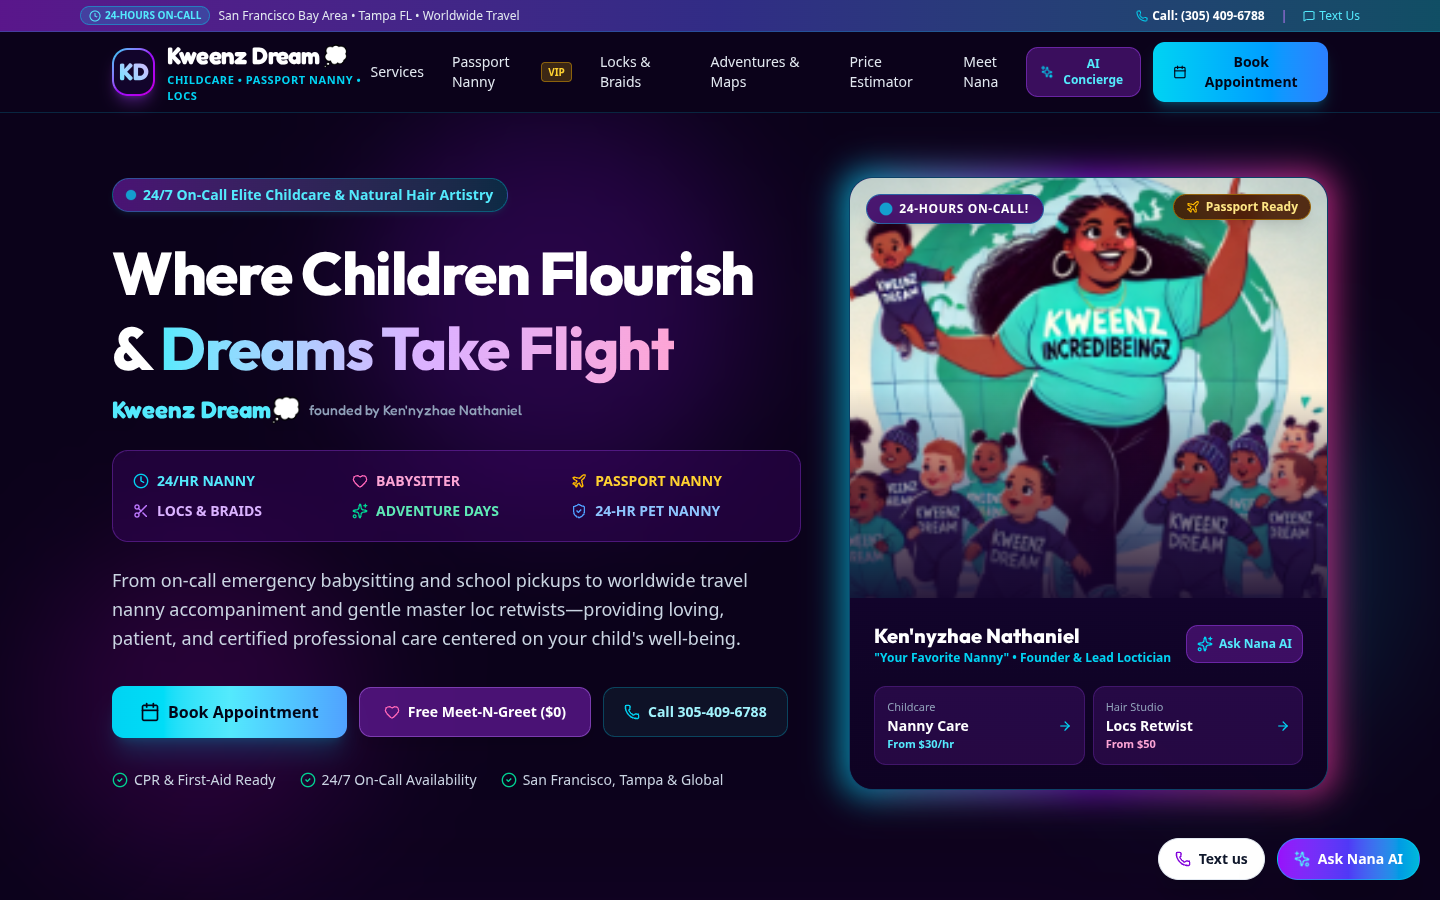 24-HOURS ON-CALL San Francisco Bay Area • Tampa FL • Worldwide Travel Call: (305) 409-6788 | Text Us
KD
Kweenz Dream
CHILDCARE • PASSPORT NANNY •
LOCS
Services
Passport
Nanny
VIP
Locks &
Braids
Adventures &
Maps
Price
Estimator
Meet
Nana
AI
Concierge
Book
Appointment
24/7 On-Call Elite Childcare & Natural Hair Artistry
Where Children Flourish
& Dreams Take Flight
Kweenz Dream founded by Ken'nyzhae Nathaniel
24/HR NANNY BABYSITTER PASSPORT NANNY
LOCS & BRAIDS ADVENTURE DAYS 24-HR PET NANNY
From on-call emergency babysitting and school pickups to worldwide travel
nanny accompaniment and gentle master loc retwists—providing loving,
patient, and certified professional care centered on your child's well-being.
Book Appointment Free Meet-N-Greet ($0) Call 305-409-6788
CPR & First-Aid Ready 24/7 On-Call Availability San Francisco, Tampa & Global
24-HOURS ON-CALL! Passport Ready
KWEENZ
DREAM
KWEENZ
INCREDIBEINGZ
KWEENZ
DREAM
KWEENZ
DREAM
KWEENZ
DREAM
Ken'nyzhae Nathaniel
"Your Favorite Nanny" • Founder & Lead Loctician
Ask Nana AI
Childcare
Nanny Care
From $30/hr
Hair Studio
Locs Retwist
From $50
Text us Ask Nana AI